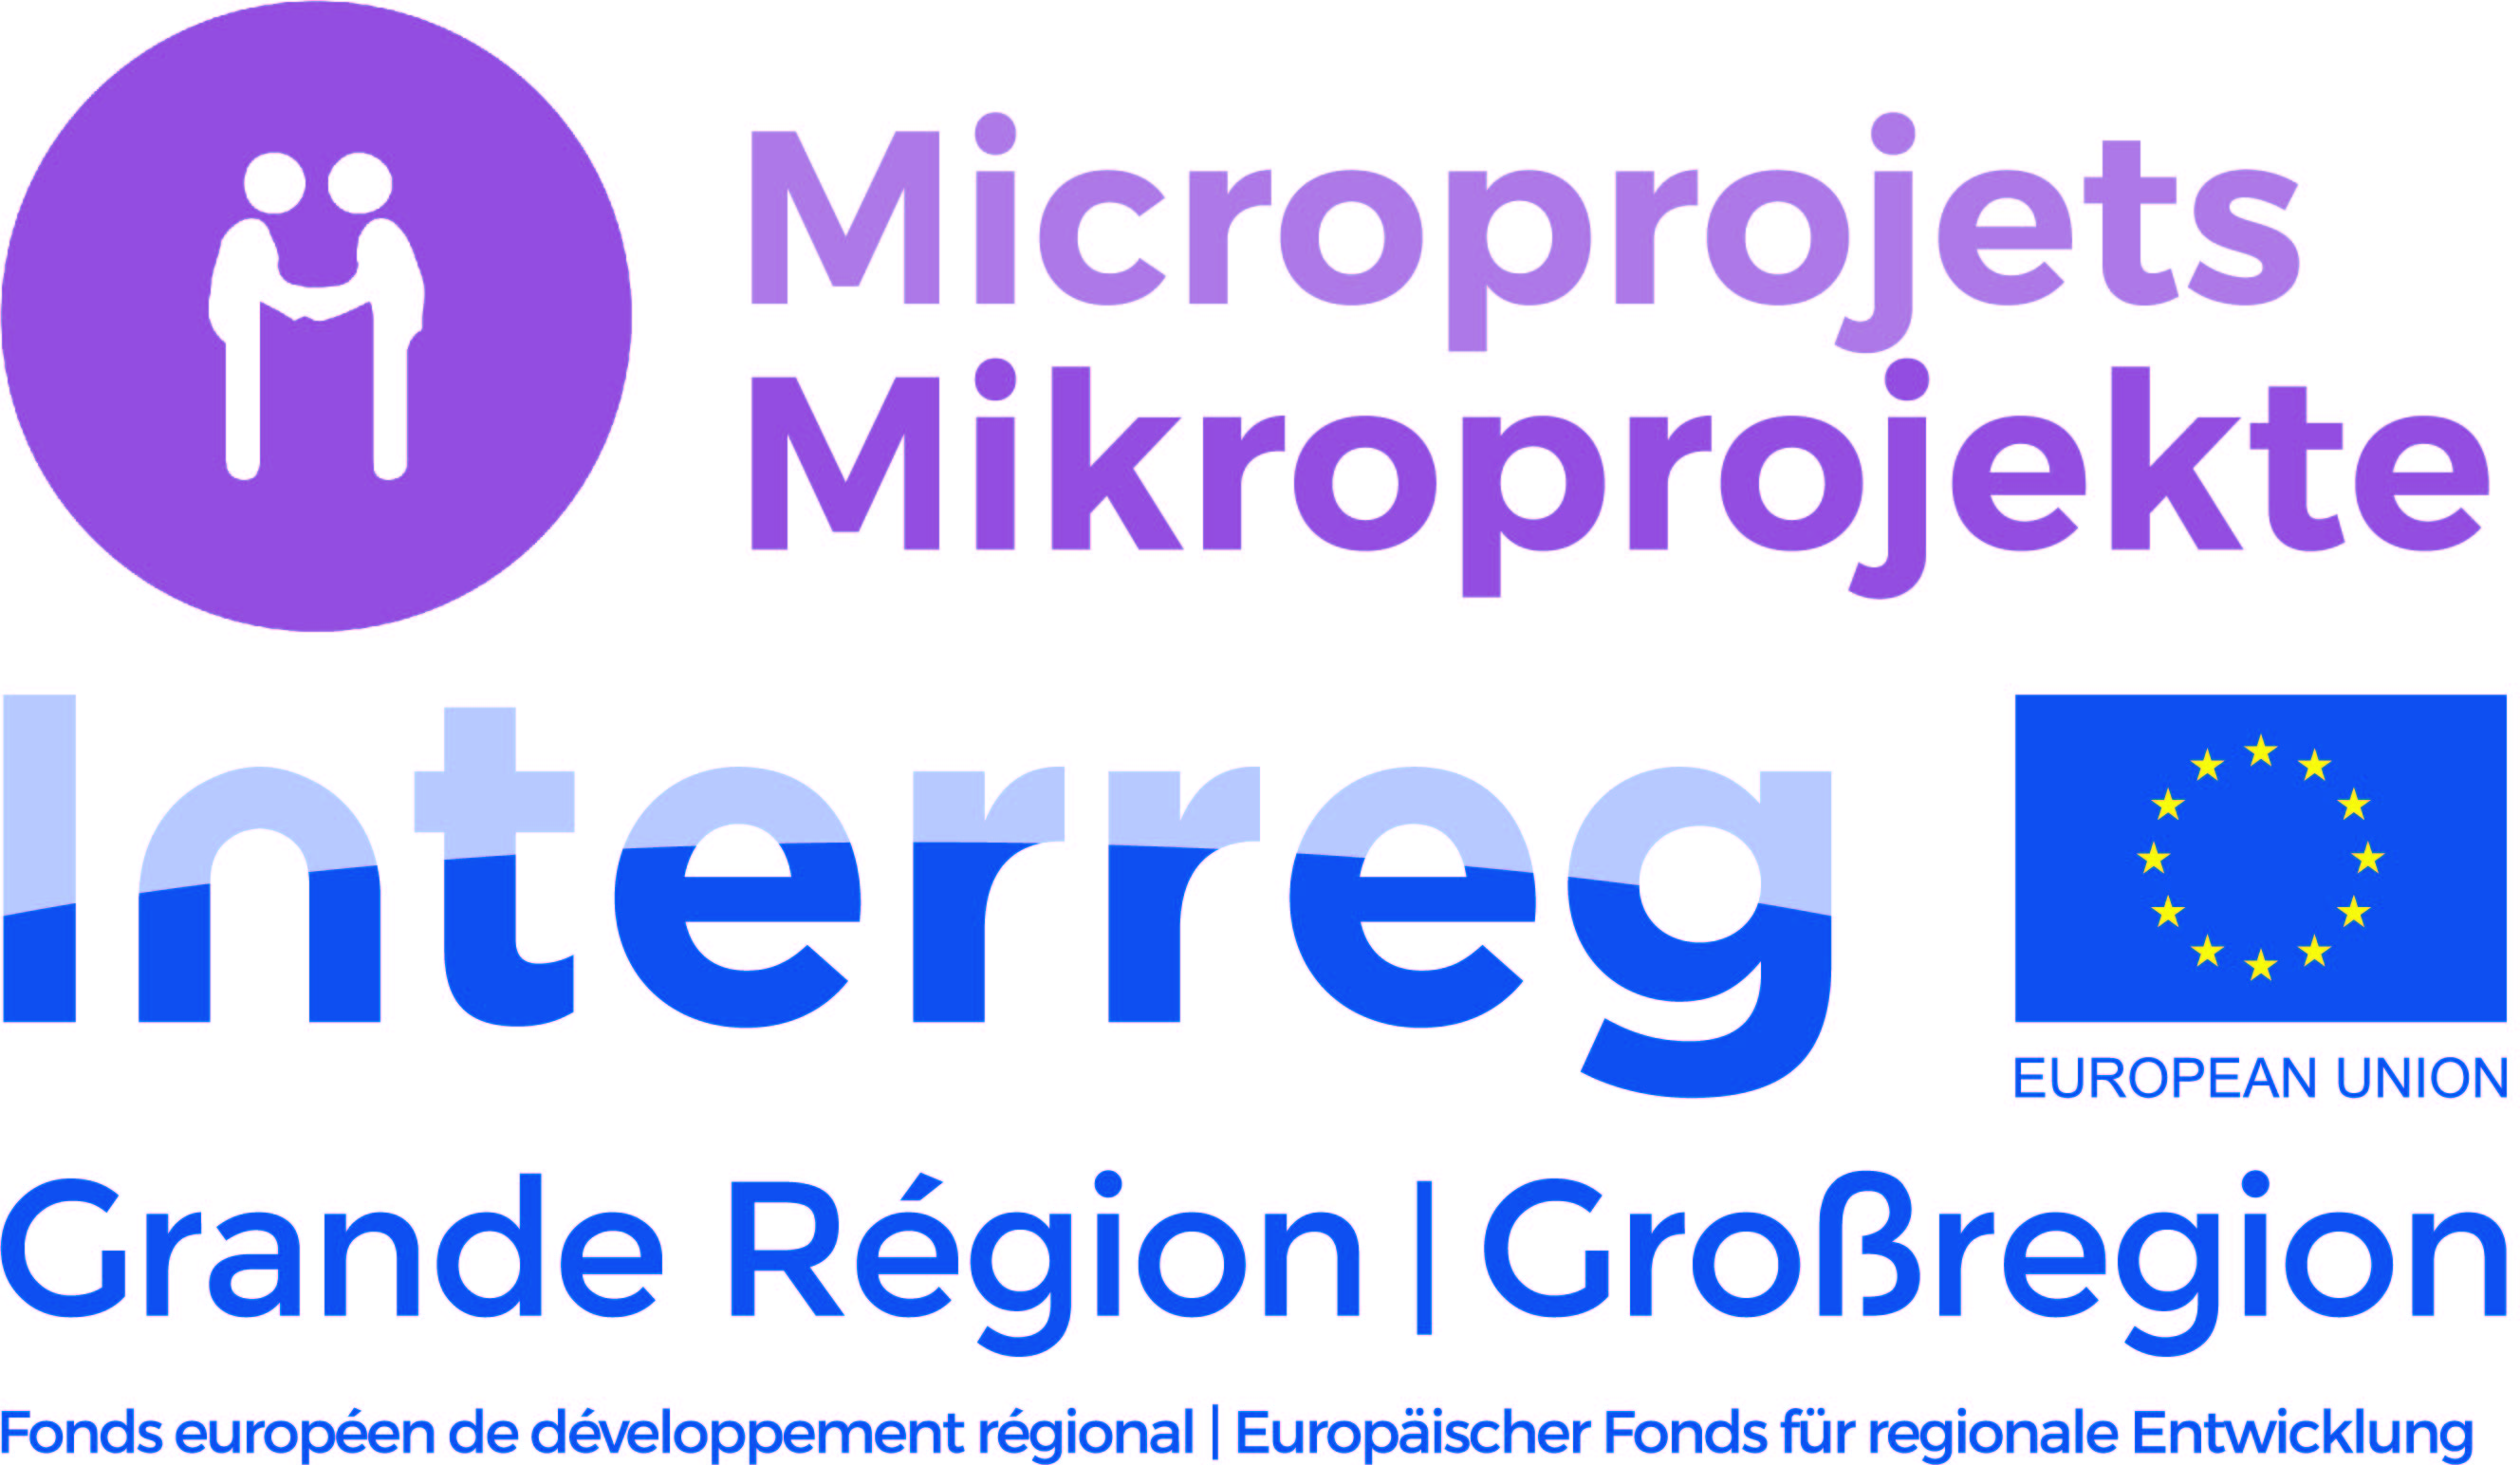 Microprojets
Mikroprojekte
Interreg
EUROPEAN UNION
Grande Région | Großregion
Fonds européen de développement régional | Europäischer Fonds für regionale Entwicklung